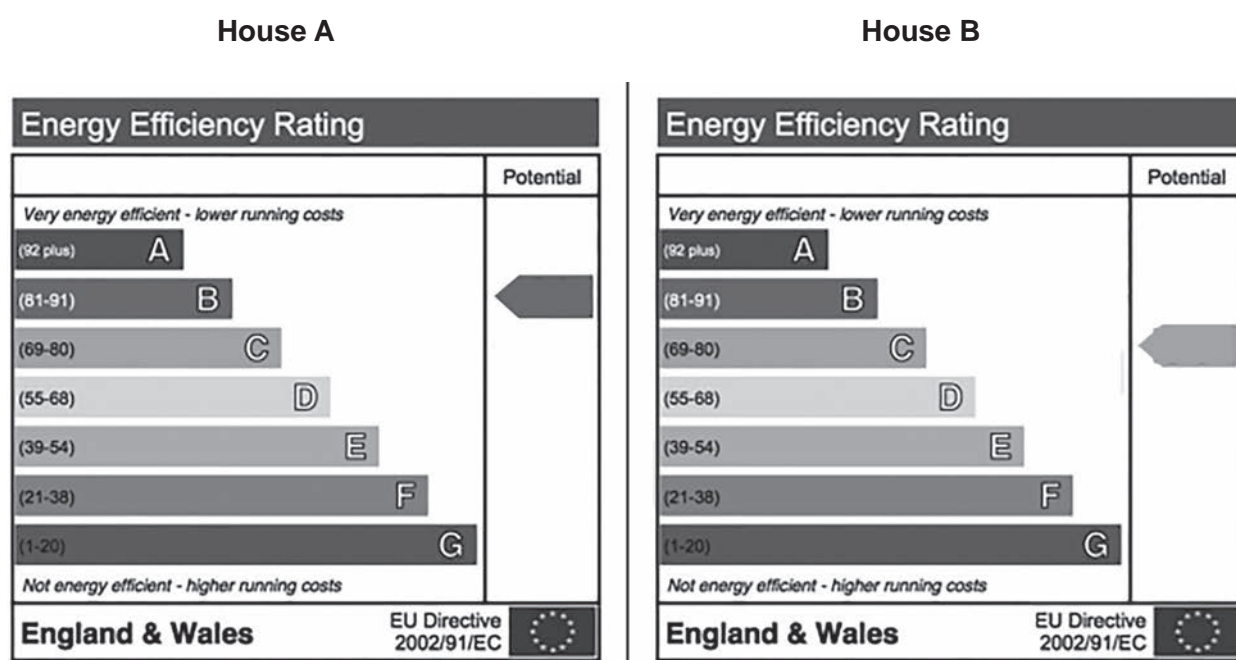 House A
Energy Efficiency Rating
Potential
Very energy efficient - lower running costs
(92 plus) A
(81-91) B
(69-80) C
(55-68) D
(39-54) E
(21-38) F
(1-20) G
Not energy efficient - higher running costs
England & Wales
EU Directive
2002/91/EC
House B
Energy Efficiency Rating
Potential
Very energy efficient - lower running costs
(92 plus) A
(81-91) B
(69-80) C
(55-68) D
(39-54) E
(21-38) F
(1-20) G
Not energy efficient - higher running costs
England & Wales
EU Directive
2002/91/EC